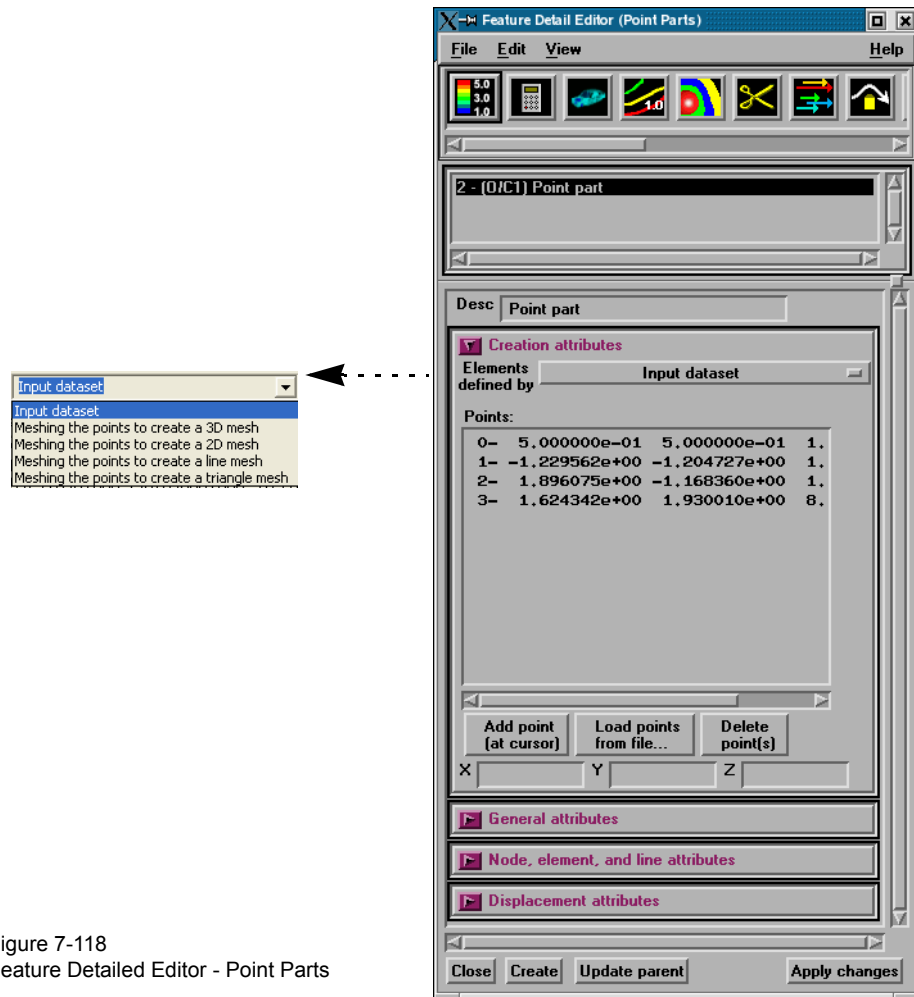 Feature Detail Editor (Point Parts)
File Edit View Help
5.0
3.0
1.0
1.0
2 - (0/C1) Point part
Desc Point part
Creation attributes
Elements
defined by
Input dataset
Points:
0- 5.000000e-01 5.000000e-01 1.
1- -1.229562e+00 -1.204727e+00 1.
2- 1.896075e+00 -1.168360e+00 1.
3- 1.624342e+00 1.930010e+00 8.
Add point
(at cursor)
Load points
from file...
Delete
point(s)
X Y Z
General attributes
Node, element, and line attributes
Displacement attributes
Close Create Update parent Apply changes
Input dataset
Input dataset
Meshing the points to create a 3D mesh
Meshing the points to create a 2D mesh
Meshing the points to create a line mesh
Meshing the points to create a triangle mesh
igure 7-118
eature Detailed Editor - Point Parts